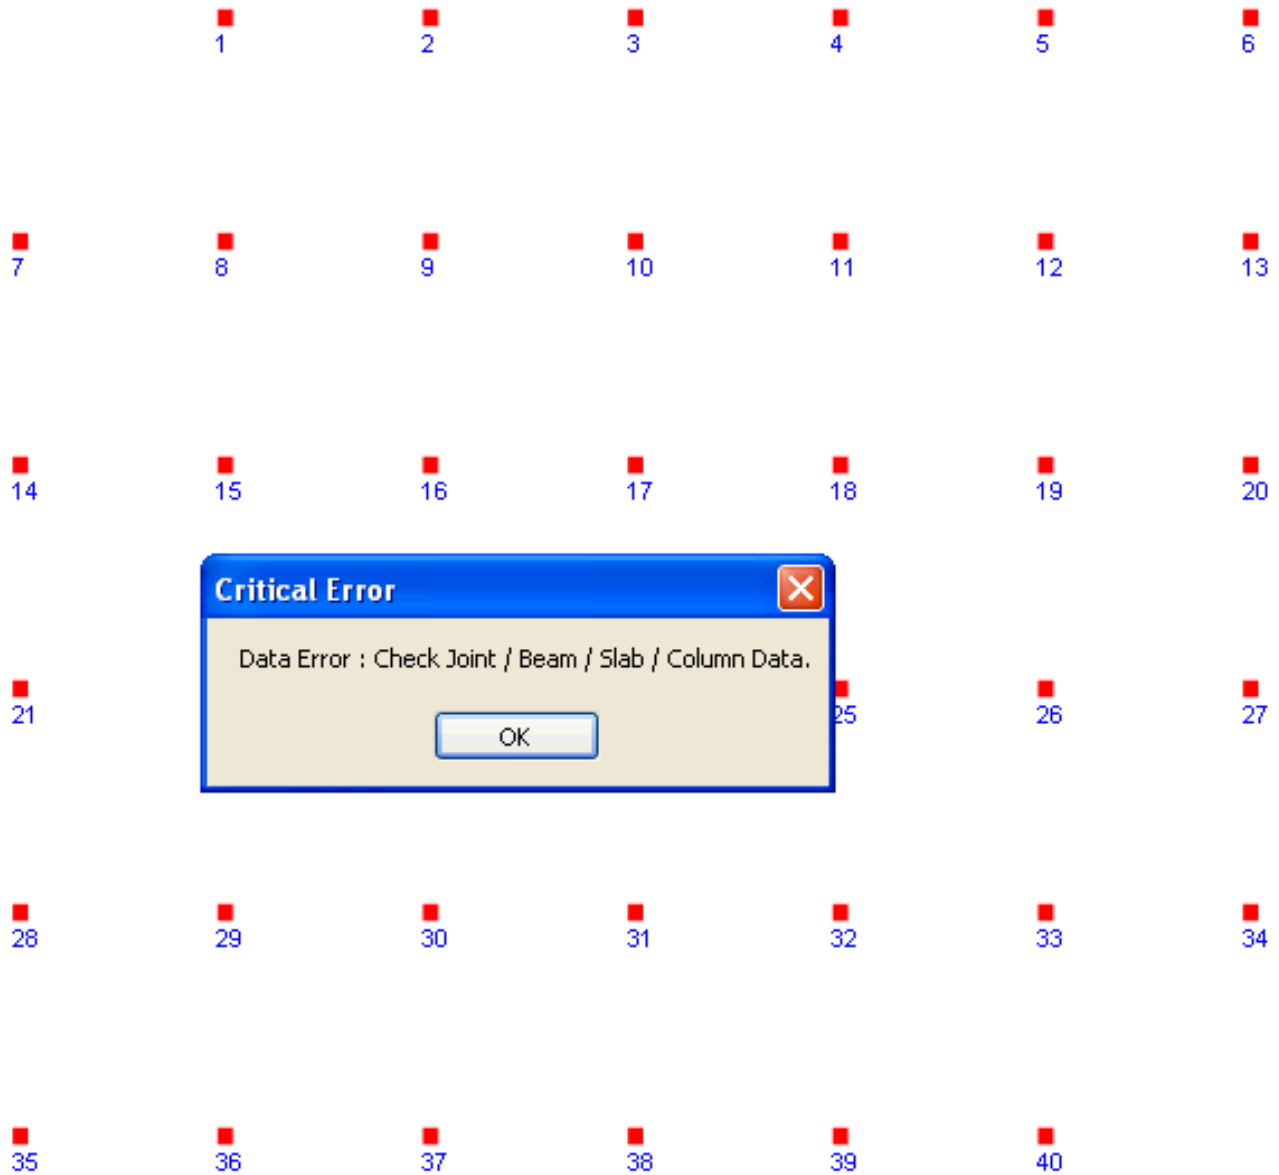 1 2 3 4 5 6
7 8 9 10 11 12 13
14 15 16 17 18 19 20
Critical Error
Data Error : Check Joint / Beam / Slab / Column Data.
21 25 26 27
OK
28 29 30 31 32 33 34
35 36 37 38 39 40